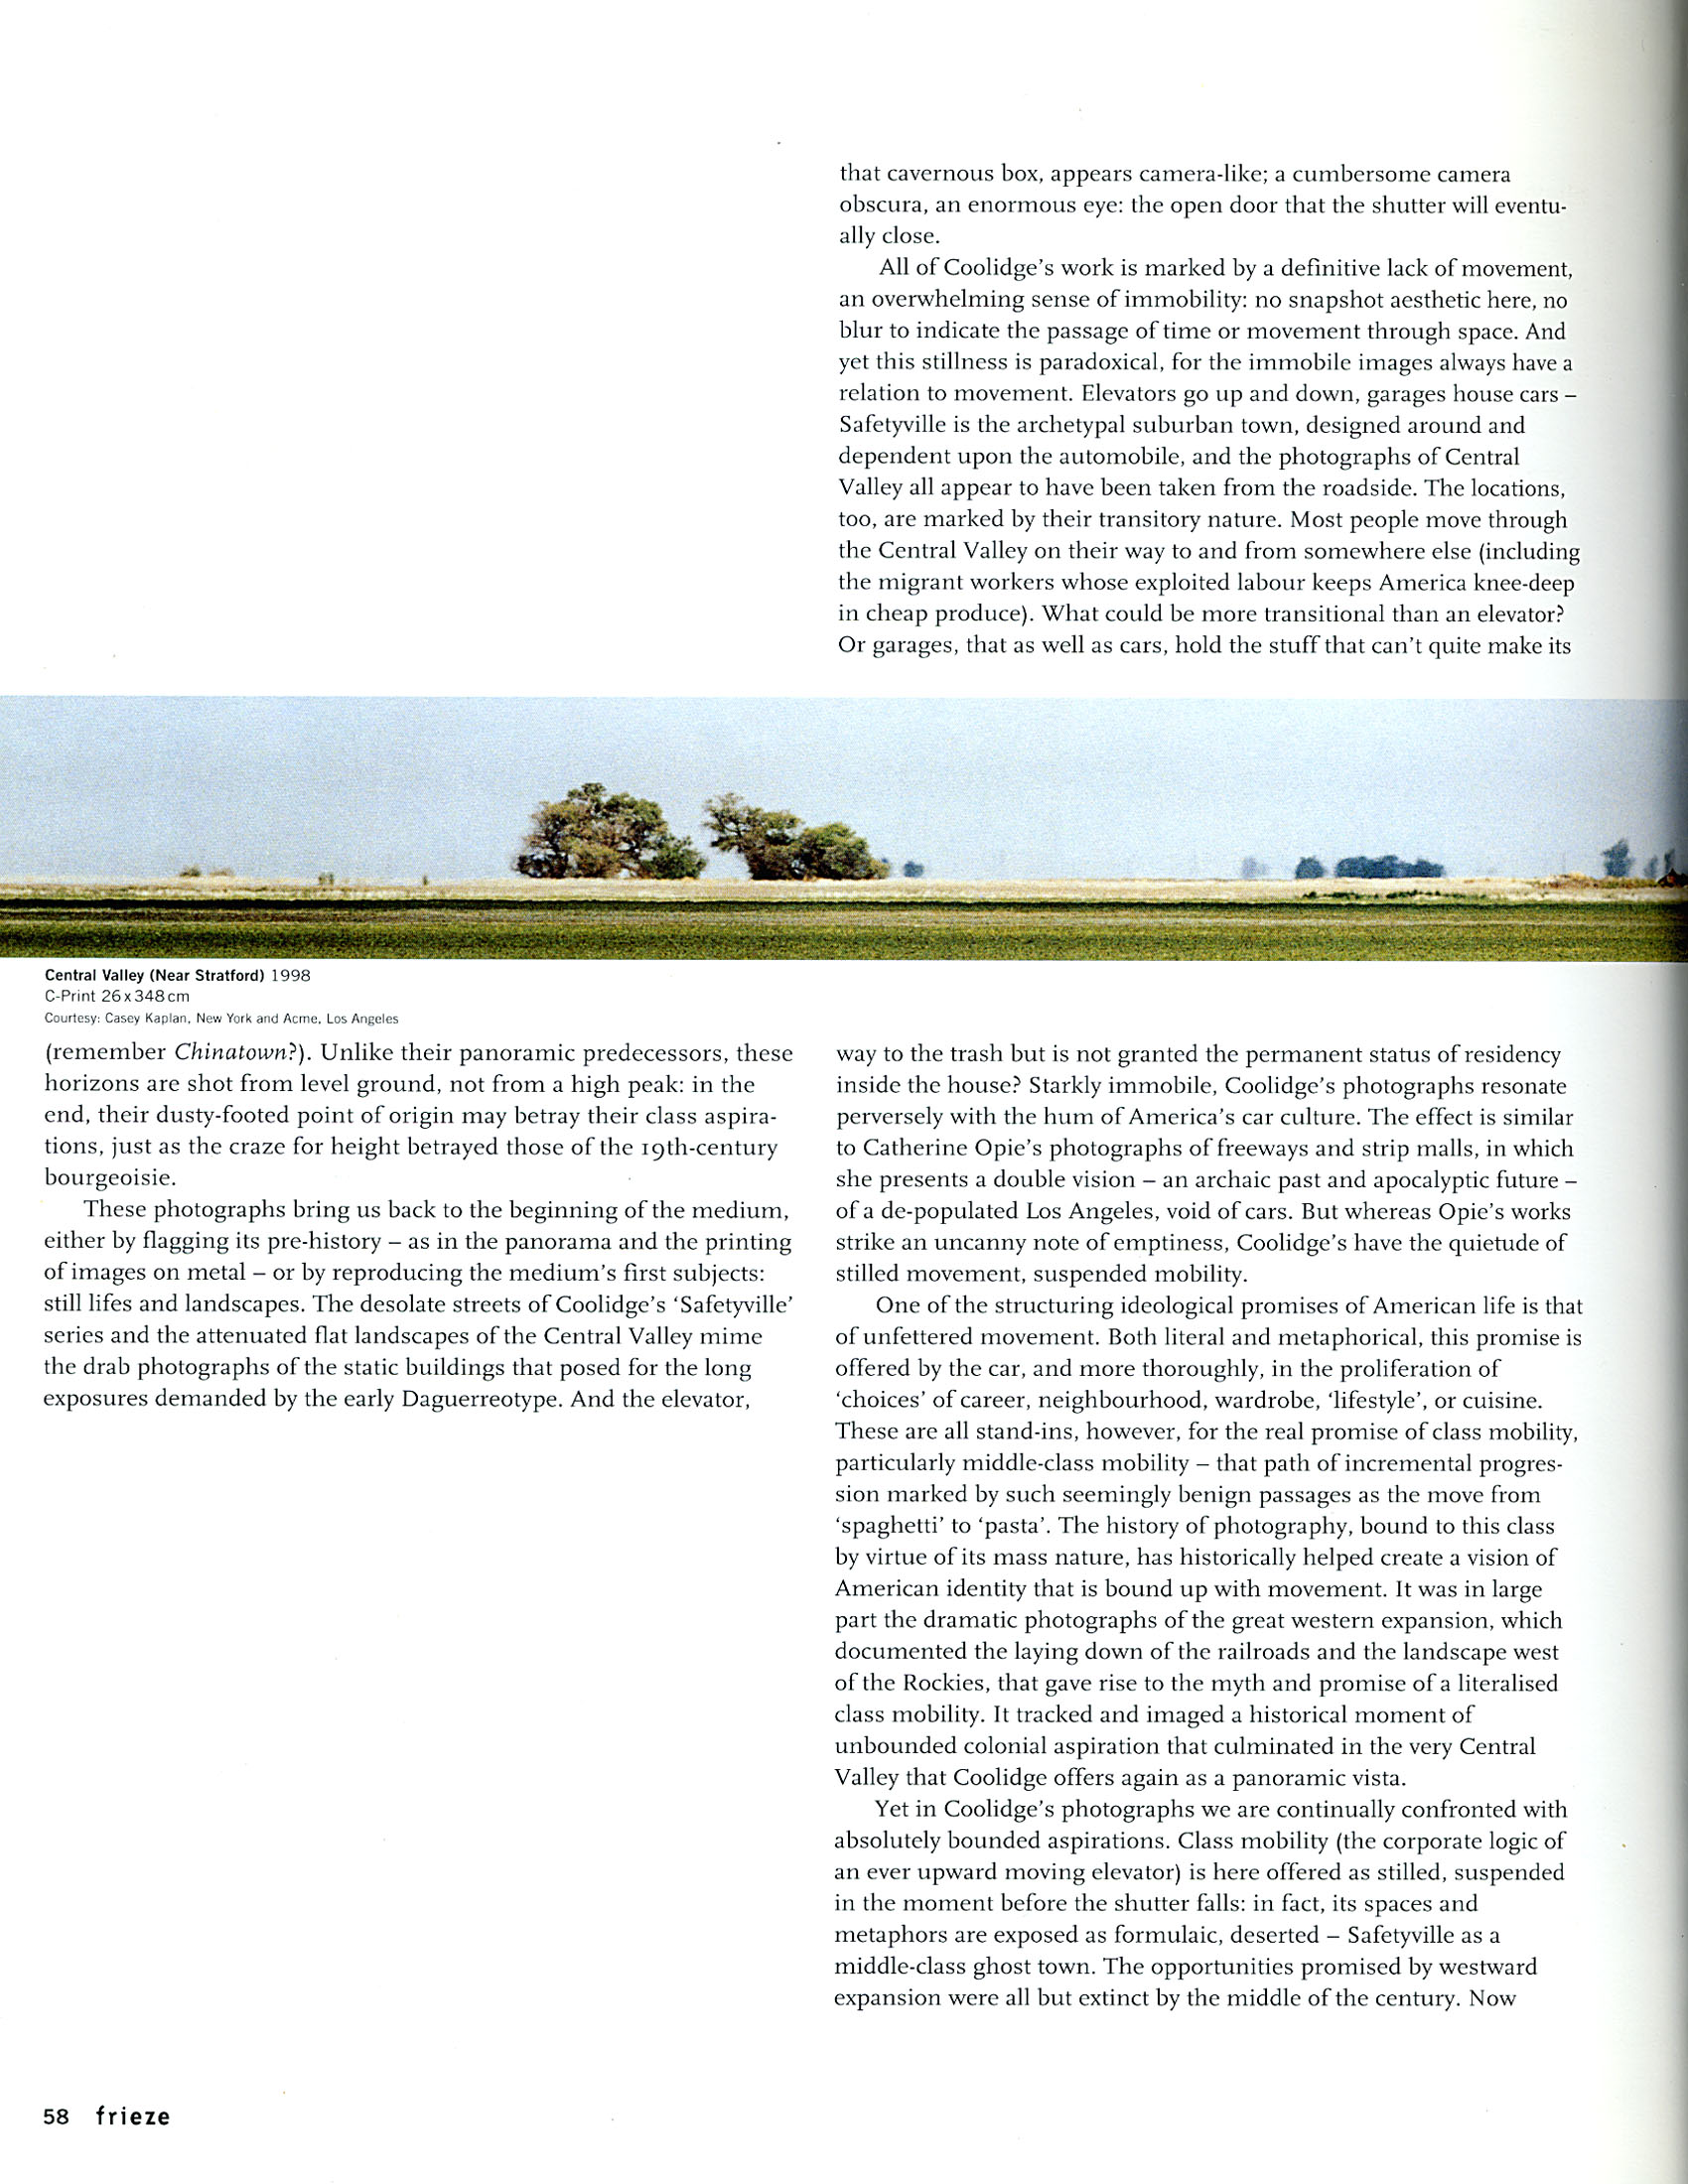 Central Valley (Near Stratford) 1998
C-Print 26 x 348 cm
Courtesy: Casey Kaplan, New York and Acme, Los Angeles
(remember Chinatown?). Unlike their panoramic predecessors, these
horizons are shot from level ground, not from a high peak: in the
end, their dusty-footed point of origin may betray their class aspira-
tions, just as the craze for height betrayed those of the 19th-century
bourgeoisie.
These photographs bring us back to the beginning of the medium,
either by flagging its pre-history – as in the panorama and the printing
of images on metal – or by reproducing the medium's first subjects:
still lifes and landscapes. The desolate streets of Coolidge's ‘Safetyville’
series and the attenuated flat landscapes of the Central Valley mime
the drab photographs of the static buildings that posed for the long
exposures demanded by the early Daguerreotype. And the elevator,
that cavernous box, appears camera-like; a cumbersome camera
obscura, an enormous eye: the open door that the shutter will eventu-
ally close.
All of Coolidge's work is marked by a definitive lack of movement,
an overwhelming sense of immobility: no snapshot aesthetic here, no
blur to indicate the passage of time or movement through space. And
yet this stillness is paradoxical, for the immobile images always have a
relation to movement. Elevators go up and down, garages house cars –
Safetyville is the archetypal suburban town, designed around and
dependent upon the automobile, and the photographs of Central
Valley all appear to have been taken from the roadside. The locations,
too, are marked by their transitory nature. Most people move through
the Central Valley on their way to and from somewhere else (including
the migrant workers whose exploited labour keeps America knee-deep
in cheap produce). What could be more transitional than an elevator?
Or garages, that as well as cars, hold the stuff that can't quite make its
way to the trash but is not granted the permanent status of residency
inside the house? Starkly immobile, Coolidge's photographs resonate
perversely with the hum of America's car culture. The effect is similar
to Catherine Opie's photographs of freeways and strip malls, in which
she presents a double vision – an archaic past and apocalyptic future –
of a de-populated Los Angeles, void of cars. But whereas Opie's works
strike an uncanny note of emptiness, Coolidge's have the quietude of
stilled movement, suspended mobility.
One of the structuring ideological promises of American life is that
of unfettered movement. Both literal and metaphorical, this promise is
offered by the car, and more thoroughly, in the proliferation of
‘choices’ of career, neighbourhood, wardrobe, ‘lifestyle’, or cuisine.
These are all stand-ins, however, for the real promise of class mobility,
particularly middle-class mobility – that path of incremental progres-
sion marked by such seemingly benign passages as the move from
‘spaghetti’ to ‘pasta’. The history of photography, bound to this class
by virtue of its mass nature, has historically helped create a vision of
American identity that is bound up with movement. It was in large
part the dramatic photographs of the great western expansion, which
documented the laying down of the railroads and the landscape west
of the Rockies, that gave rise to the myth and promise of a literalised
class mobility. It tracked and imaged a historical moment of
unbounded colonial aspiration that culminated in the very Central
Valley that Coolidge offers again as a panoramic vista.
Yet in Coolidge's photographs we are continually confronted with
absolutely bounded aspirations. Class mobility (the corporate logic of
an ever upward moving elevator) is here offered as stilled, suspended
in the moment before the shutter falls: in fact, its spaces and
metaphors are exposed as formulaic, deserted – Safetyville as a
middle-class ghost town. The opportunities promised by westward
expansion were all but extinct by the middle of the century. Now
58 frieze